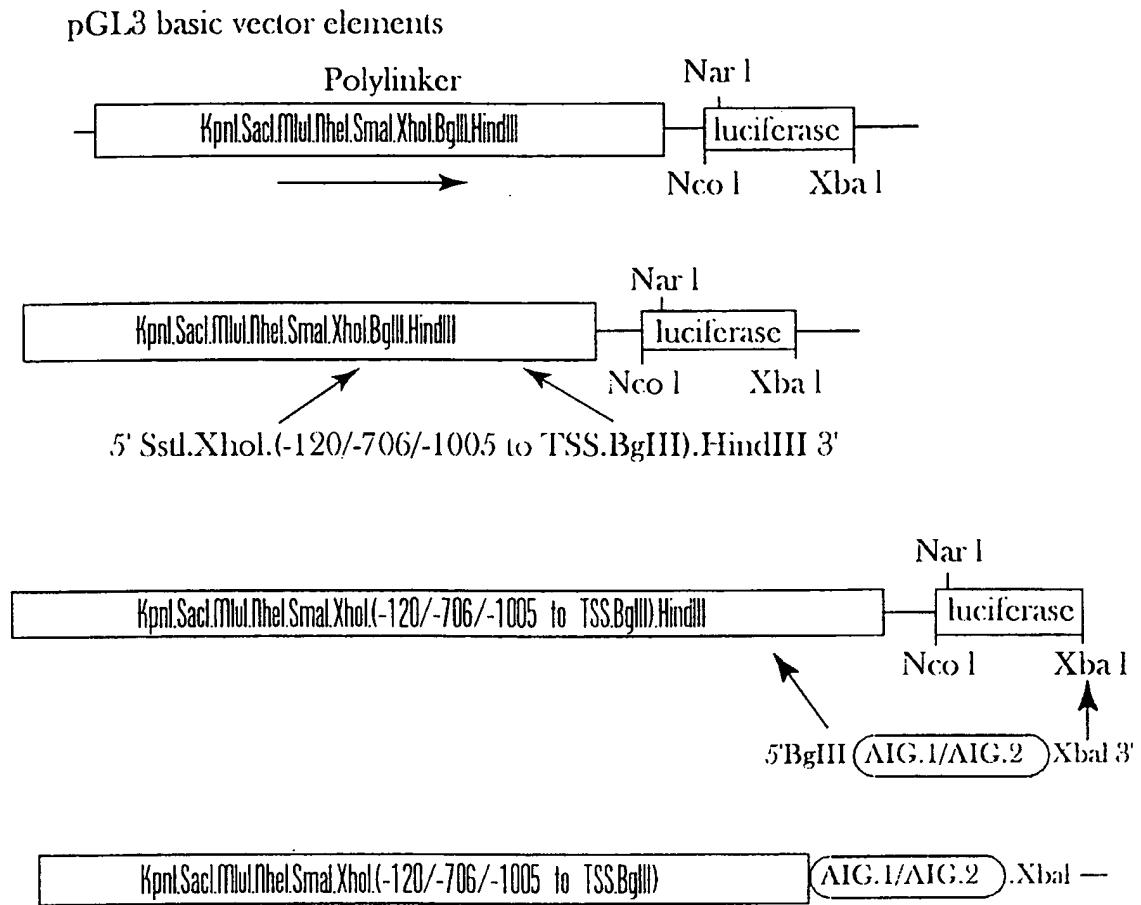 pGL3 basic vector elements
Polylinker
Nar l
KpnI.SacI.MluI.NheI.SmaI.XhoI.BglII.HindIII
luciferase
Nco l
Xba l
Nar l
KpnI.SacI.MluI.NheI.SmaI.XhoI.BglII.HindIII
luciferase
Nco l
Xba l
5' SstI.XhoI.(-120/-706/-1005 to TSS.BglII).HindIII 3'
Nar l
KpnI.SacI.MluI.NheI.SmaI.XhoI.(-120/-706/-1005 to TSS.BglII).HindIII
luciferase
Nco l
Xba l
5'BglII AIG.1/AIG.2 XbaI 3'
KpnI.SacI.MluI.NheI.SmaI.XhoI.(-120/-706/-1005 to TSS.BglII) AIG.1/AIG.2 .XbaI —